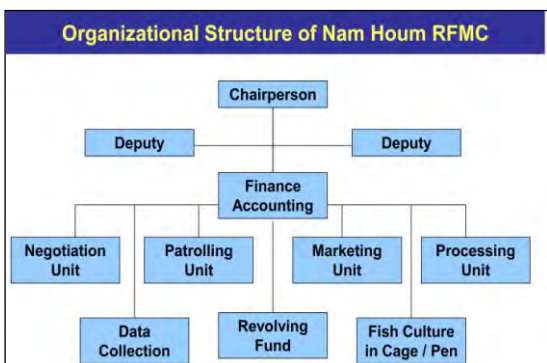 Organizational Structure of Nam Houm RFMC
Chairperson
Deputy
Deputy
Finance
Accounting
Negotiation
Unit
Patrolling
Unit
Marketing
Unit
Processing
Unit
Data
Collection
Revolving
Fund
Fish Culture
in Cage / Pen